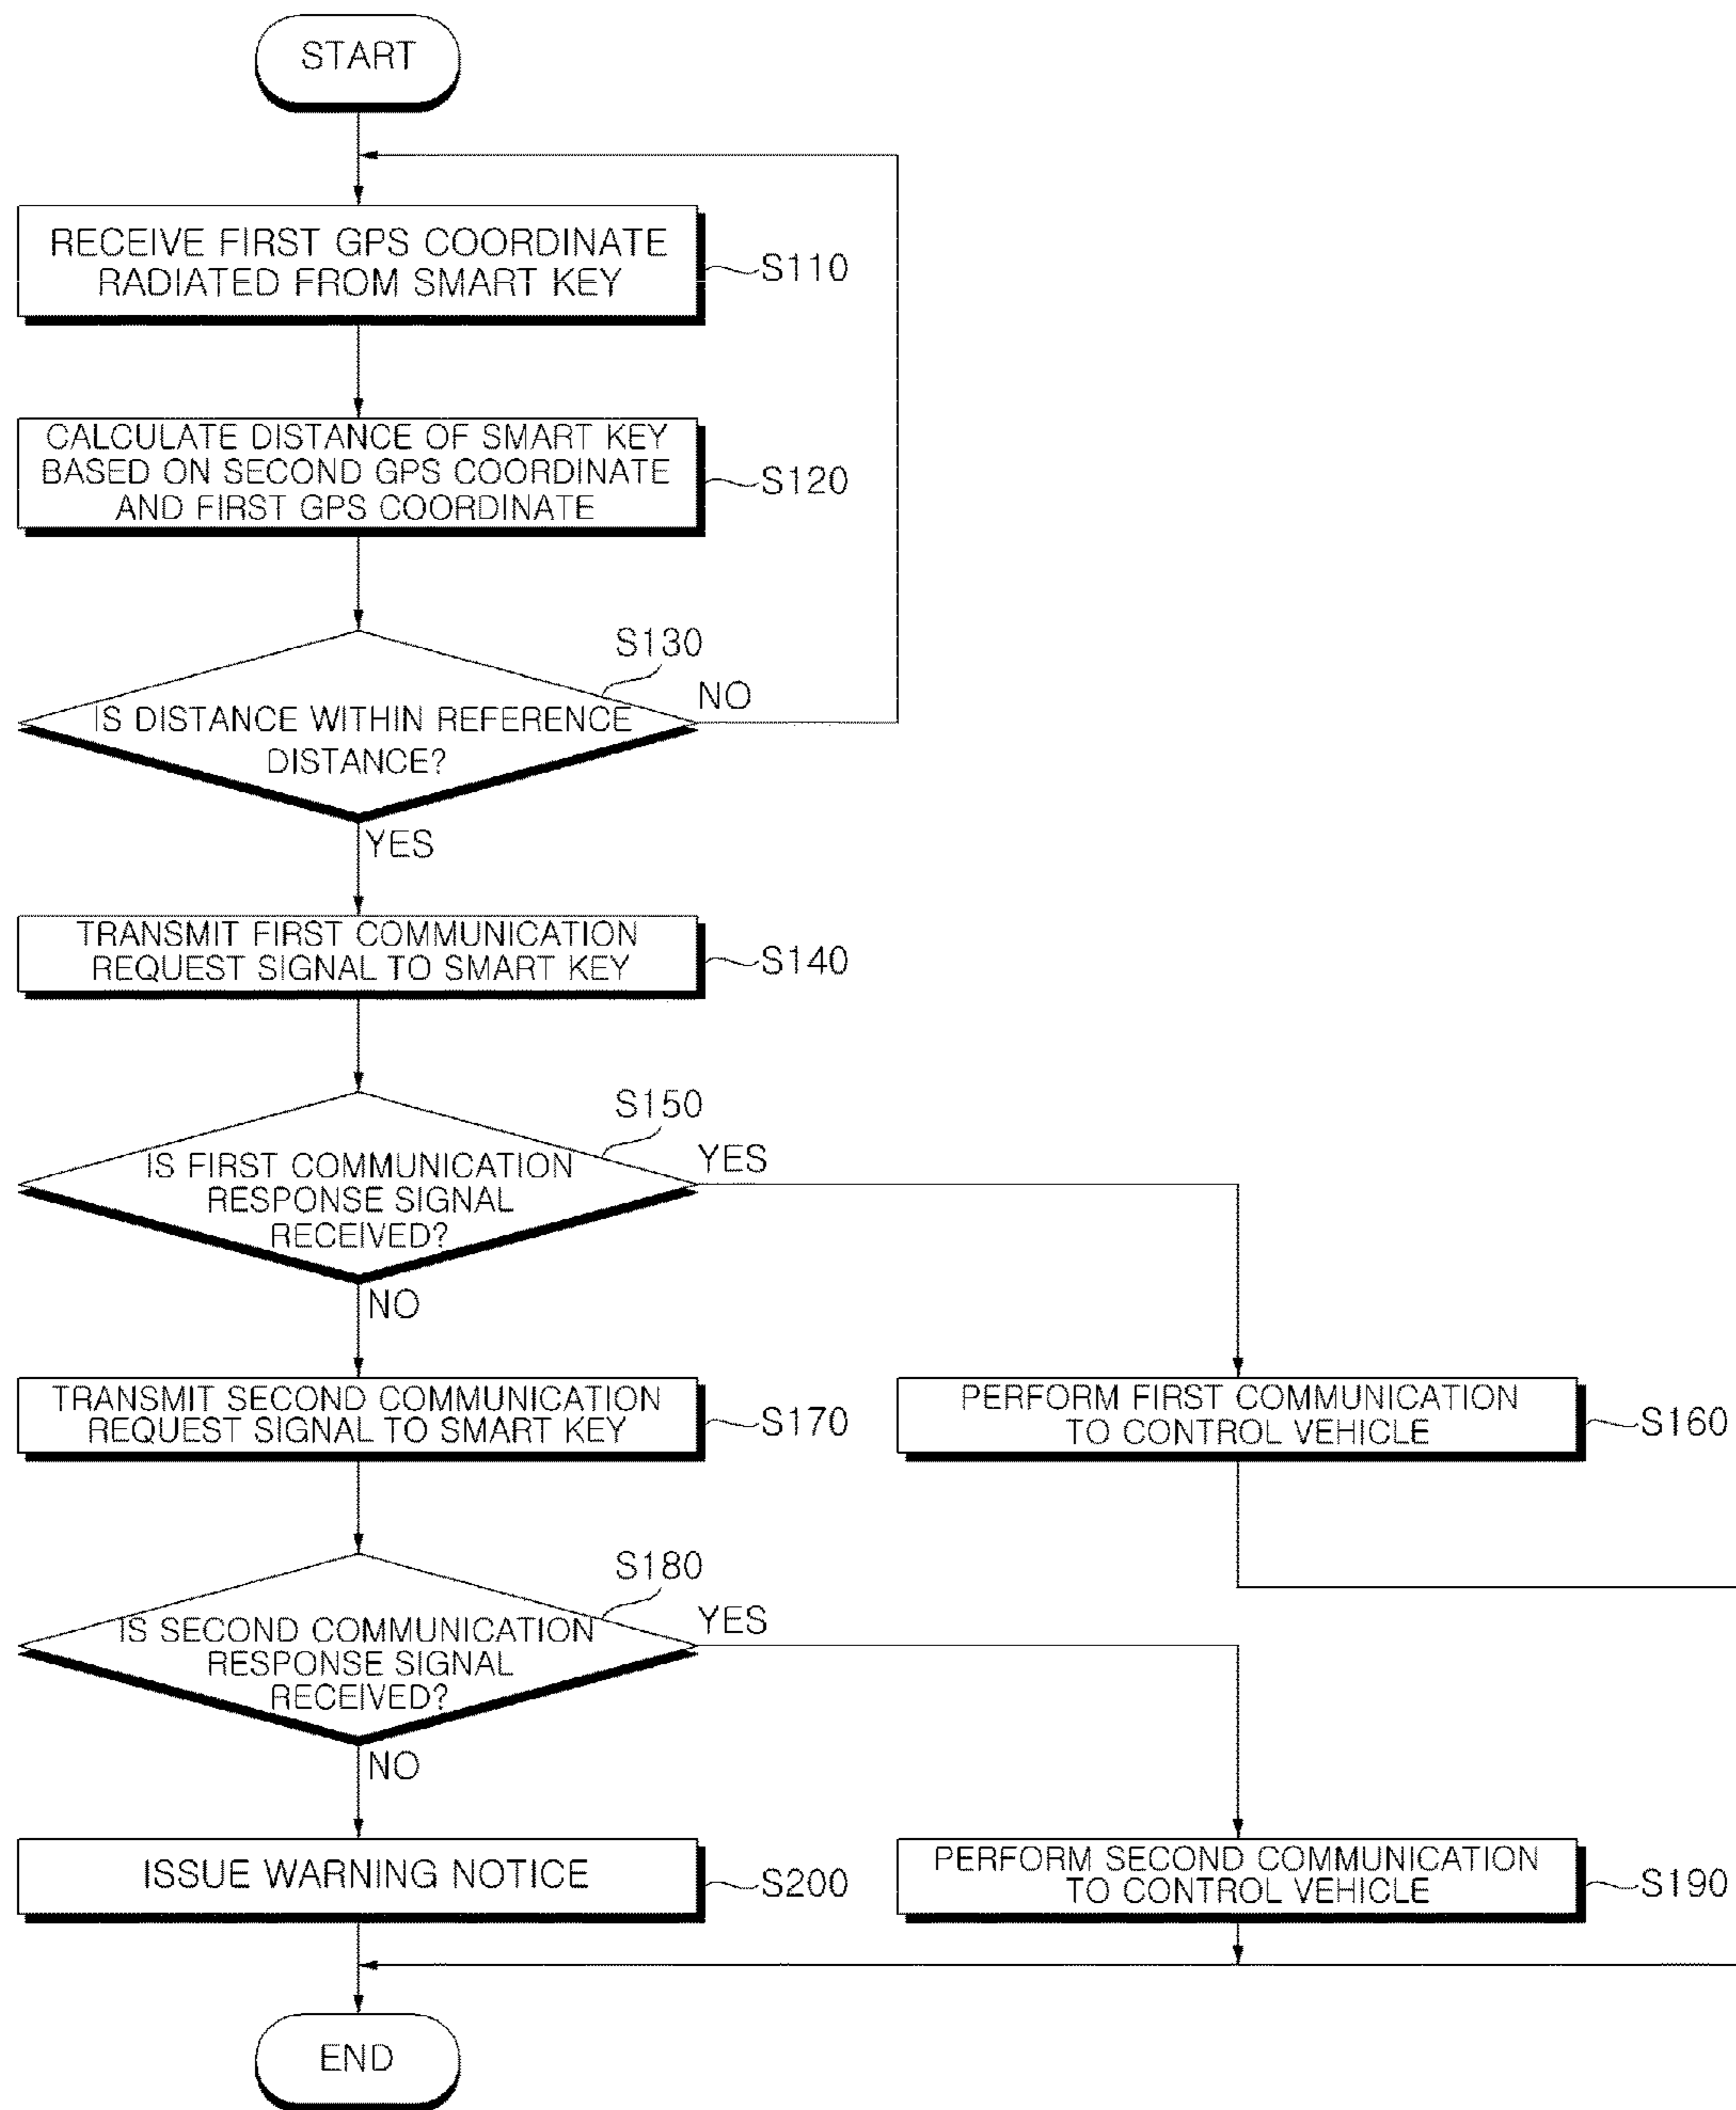 START
RECEIVE FIRST GPS COORDINATE
RADIATED FROM SMART KEY
S110
CALCULATE DISTANCE OF SMART KEY
BASED ON SECOND GPS COORDINATE
AND FIRST GPS COORDINATE
S120
S130
IS DISTANCE WITHIN REFERENCE
DISTANCE?
NO
YES
TRANSMIT FIRST COMMUNICATION
REQUEST SIGNAL TO SMART KEY
S140
S150
IS FIRST COMMUNICATION
RESPONSE SIGNAL
RECEIVED?
YES
NO
TRANSMIT SECOND COMMUNICATION
REQUEST SIGNAL TO SMART KEY
S170
PERFORM FIRST COMMUNICATION
TO CONTROL VEHICLE
S160
S180
IS SECOND COMMUNICATION
RESPONSE SIGNAL
RECEIVED?
YES
NO
ISSUE WARNING NOTICE
S200
PERFORM SECOND COMMUNICATION
TO CONTROL VEHICLE
S190
END